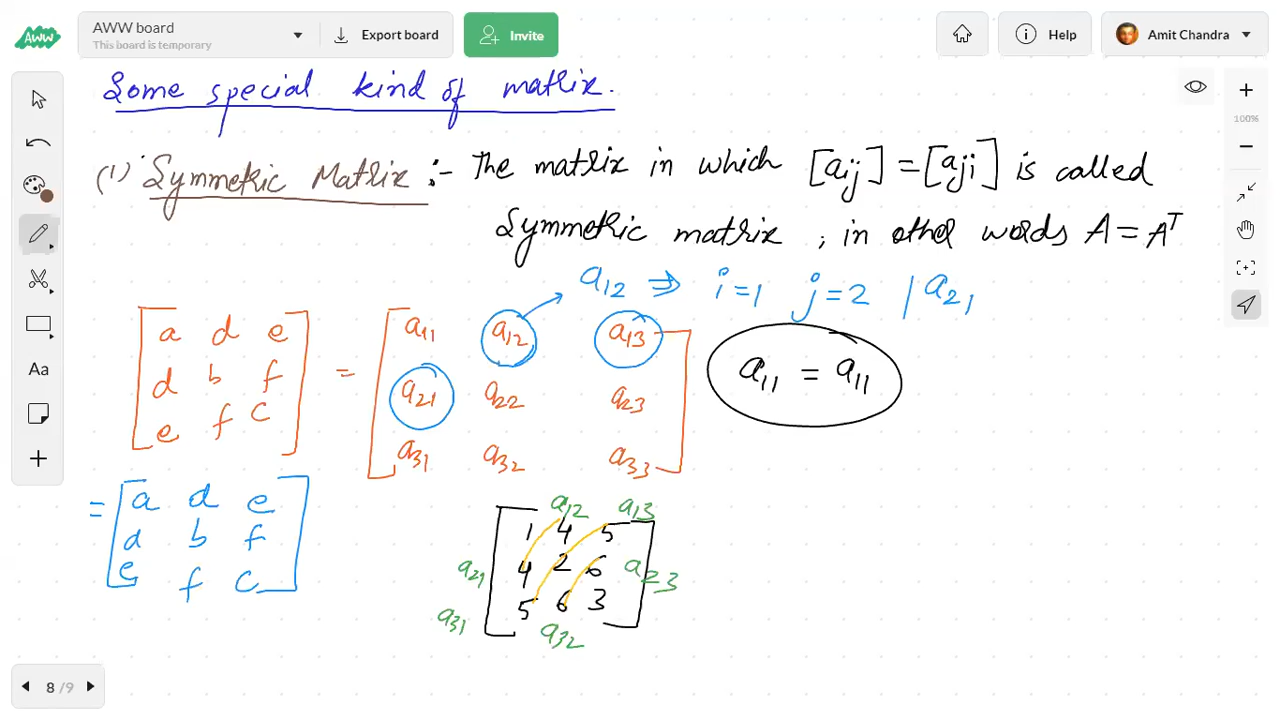 AWW
AWW board
This board is temporary
Export board
Invite
Help
Amit Chandra
Some special kind of matrix.
(1) Symmetric Matrix :- The matrix in which [aij] = [aji] is called
Symmetric matrix, in other words A = A^T
a12 ⇒ i=1 j=2 | a21
a d e
d b f
e f c
= a11 a12 a13
a21 a22 a23
a31 a32 a33
a11 = a11
= a d e
d b f
e f c
a12 a13
1 4 5
a21 4 2 6 a23
a31 5 6 3
a32
100%
Aa
8 /9